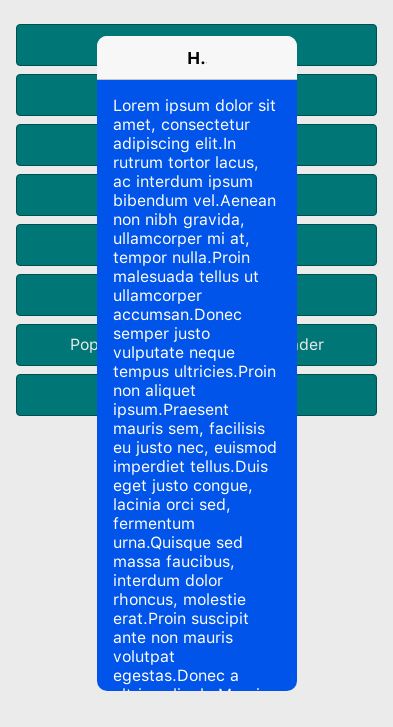 H.
Lorem ipsum dolor sit
amet, consectetur
adipiscing elit.In
rutrum tortor lacus,
ac interdum ipsum
bibendum vel.Aenean
non nibh gravida,
ullamcorper mi at,
tempor nulla.Proin
malesuada tellus ut
ullamcorper
accumsan.Donec
semper justo
vulputate neque
Pop
nder
tempus ultricies.Proin
non aliquet
ipsum.Praesent
mauris sem, facilisis
eu justo nec, euismod
imperdiet tellus.Duis
eget justo congue,
lacinia orci sed,
fermentum
urna.Quisque sed
massa faucibus,
interdum dolor
rhoncus, molestie
erat.Proin suscipit
ante non mauris
volutpat
egestas.Donec a